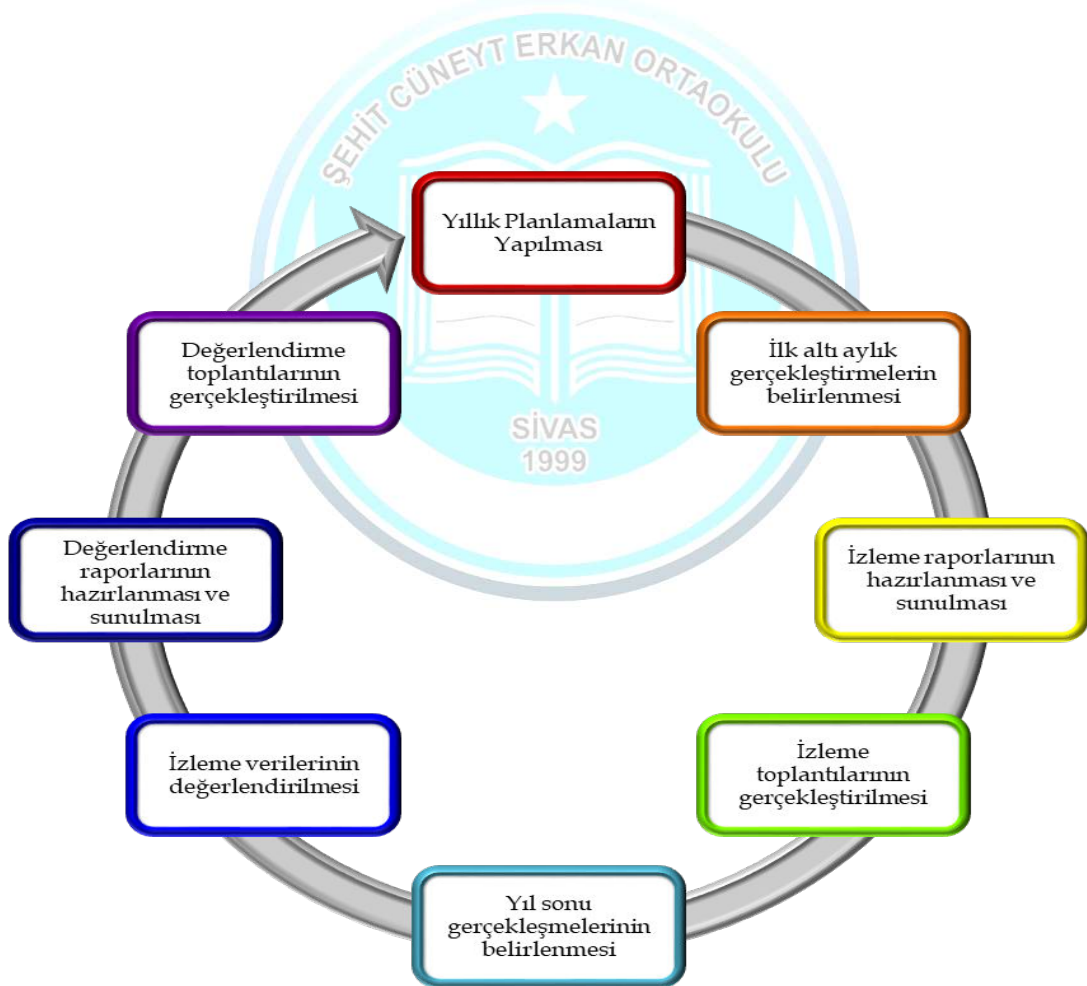 ŞEHİT CÜNEYT ERKAN ORTAOKULU
Yıllık Planlamaların
Yapılması
İlk altı aylık
gerçekleştirmelerin
belirlenmesi
İzleme raporlarının
hazırlanması ve
sunulması
İzleme
toplantılarının
gerçekleştirilmesi
Yıl sonu
gerçekleşmelerinin
belirlenmesi
İzleme verilerinin
değerlendirilmesi
Değerlendirme
raporlarının
hazırlanması ve
sunulması
Değerlendirme
toplantılarının
gerçekleştirilmesi
SİVAS
1999